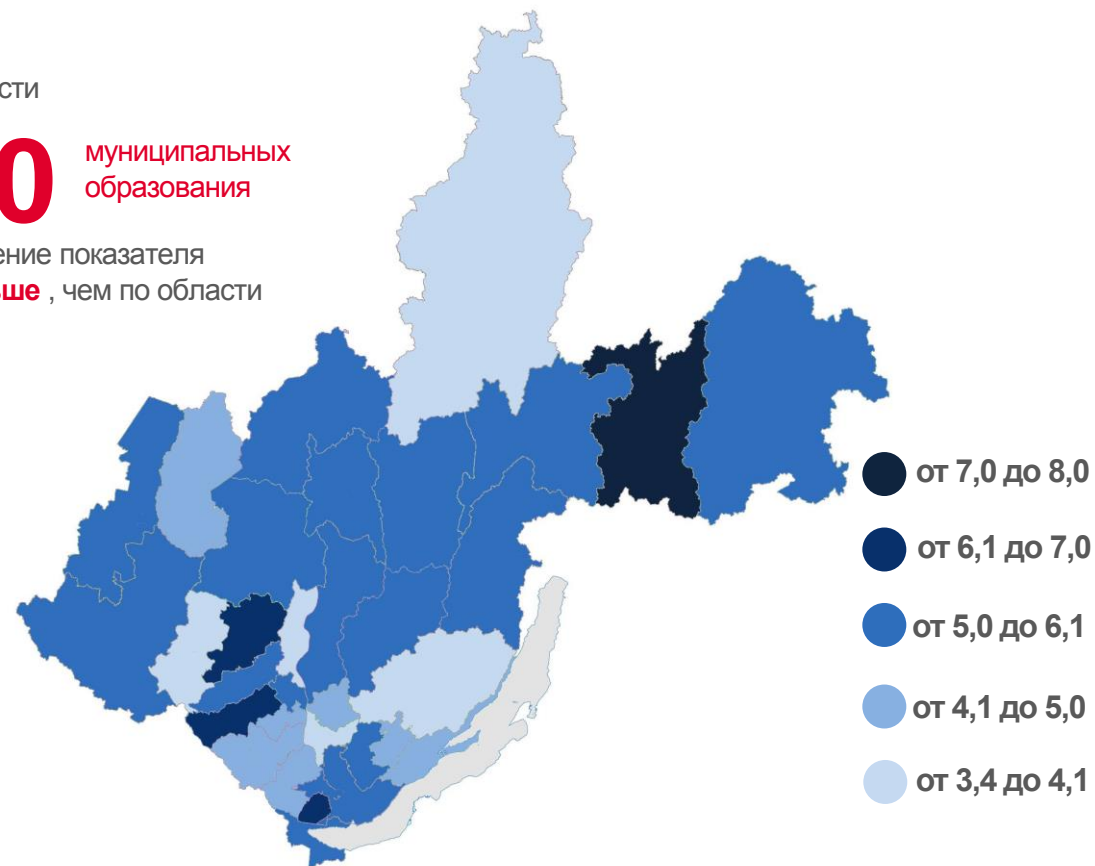 сти
0
муниципальных
образования
ение показателя
ьше , чем по области
от 7,0 до 8,0
от 6,1 до 7,0
от 5,0 до 6,1
от 4,1 до 5,0
от 3,4 до 4,1